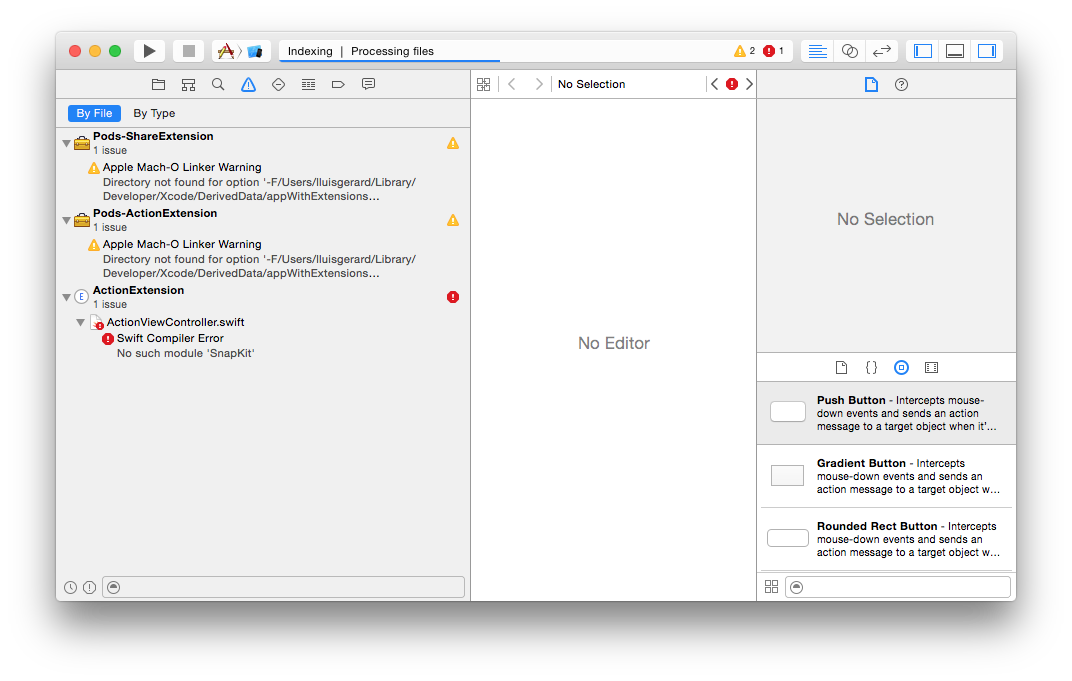 Indexing | Processing files
2
1
No Selection
By File
By Type
Pods-ShareExtension
1 issue
Apple Mach-O Linker Warning
Directory not found for option '-F/Users/lluisgerard/Library/
Developer/Xcode/DerivedData/appWithExtensions...
Pods-ActionExtension
1 issue
Apple Mach-O Linker Warning
Directory not found for option '-F/Users/lluisgerard/Library/
Developer/Xcode/DerivedData/appWithExtensions...
E
ActionExtension
1 issue
ActionViewController.swift
Swift Compiler Error
No such module 'SnapKit'
No Editor
No Selection
{ }
Push Button - Intercepts mouse-
down events and sends an action
message to a target object when it'...
Gradient Button - Intercepts
mouse-down events and sends an
action message to a target object w...
Rounded Rect Button - Intercepts
mouse-down events and sends an
action message to a target object w...